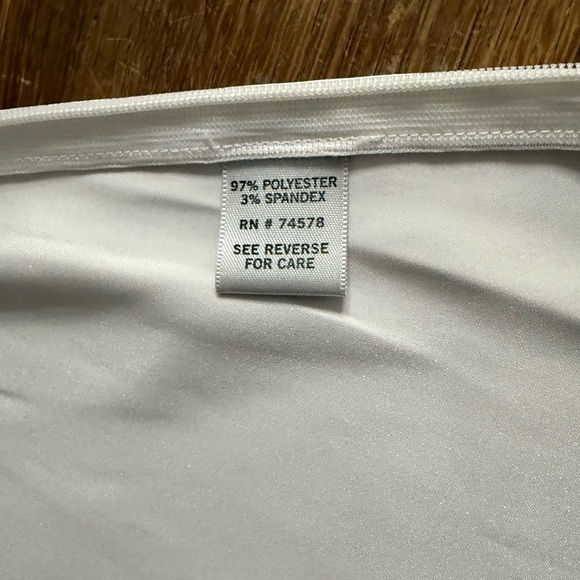 97% POLYESTER
3% SPANDEX
RN # 74578
SEE REVERSE
FOR CARE